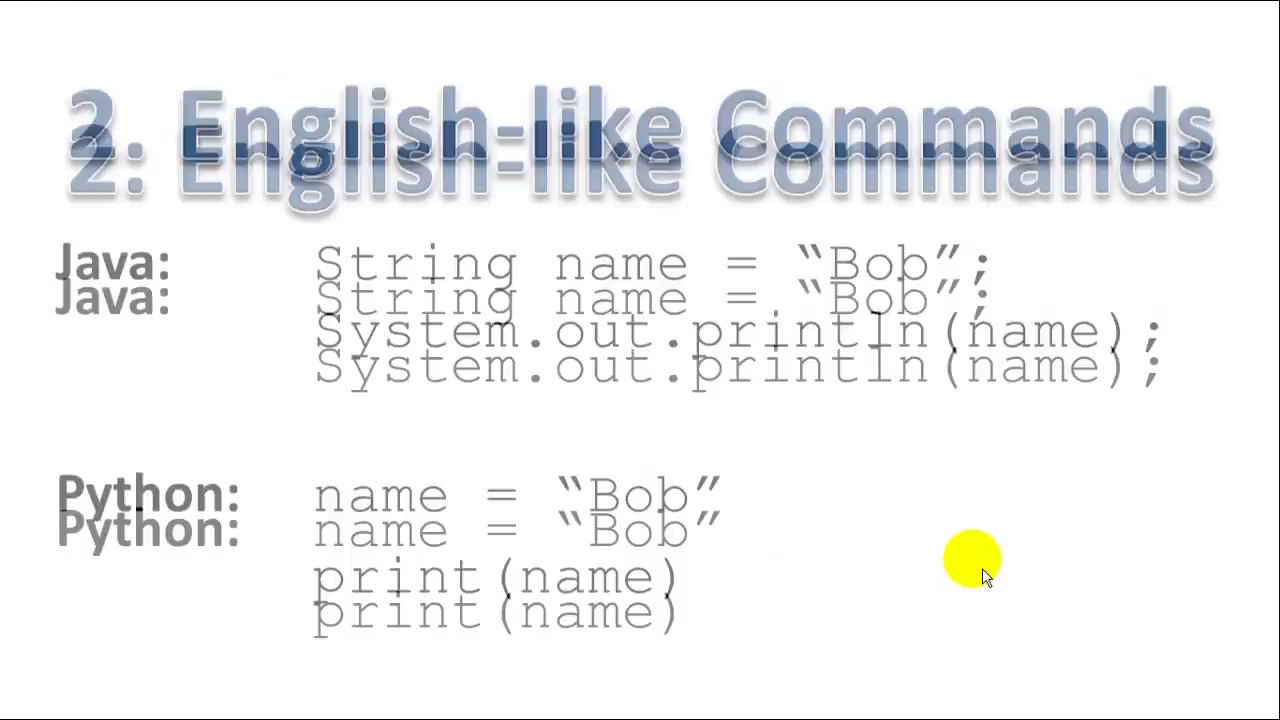 2: English-like Commands
Java: String name = “Bob”;
System.out.println(name);
Python: name = “Bob”
print(name)